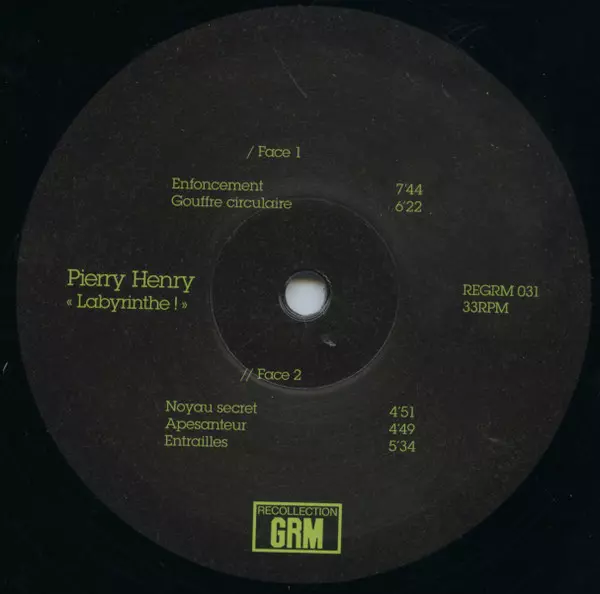 / Face 1
Enfoncement 7'44
Gouffre circulaire 6'22
Pierry Henry
« Labyrinthe ! »
REGRM 031
33RPM
// Face 2
Noyau secret 4'51
Apesanteur 4'49
Entrailles 5'34
RECOLLECTION
GRM